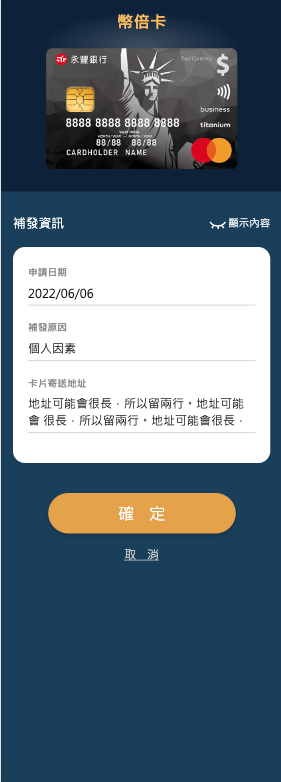 幣倍卡
永豐銀行
Dual Currency
$
business
8888 8888 8888 8888
titanium
88/88 88/88
CARDHOLDER NAME
補發資訊
顯示內容
申請日期
2022/06/06
補發原因
個人因素
卡片寄送地址
地址可能會很長，所以留兩行。地址可能
會 很長，所以留兩行。地址可能會很長，
確 定
取 消